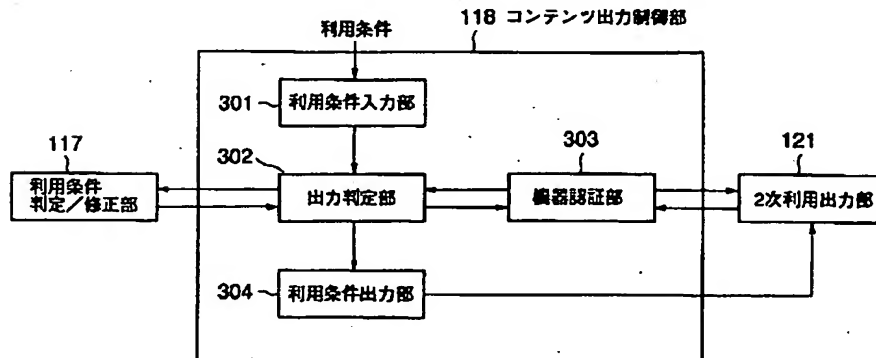 118 コンテンツ出力制御部
利用条件
301
利用条件入力部
117
302
303
121
利用条件
判定／修正部
出力判定部
機器認証部
2次利用出力部
304
利用条件出力部